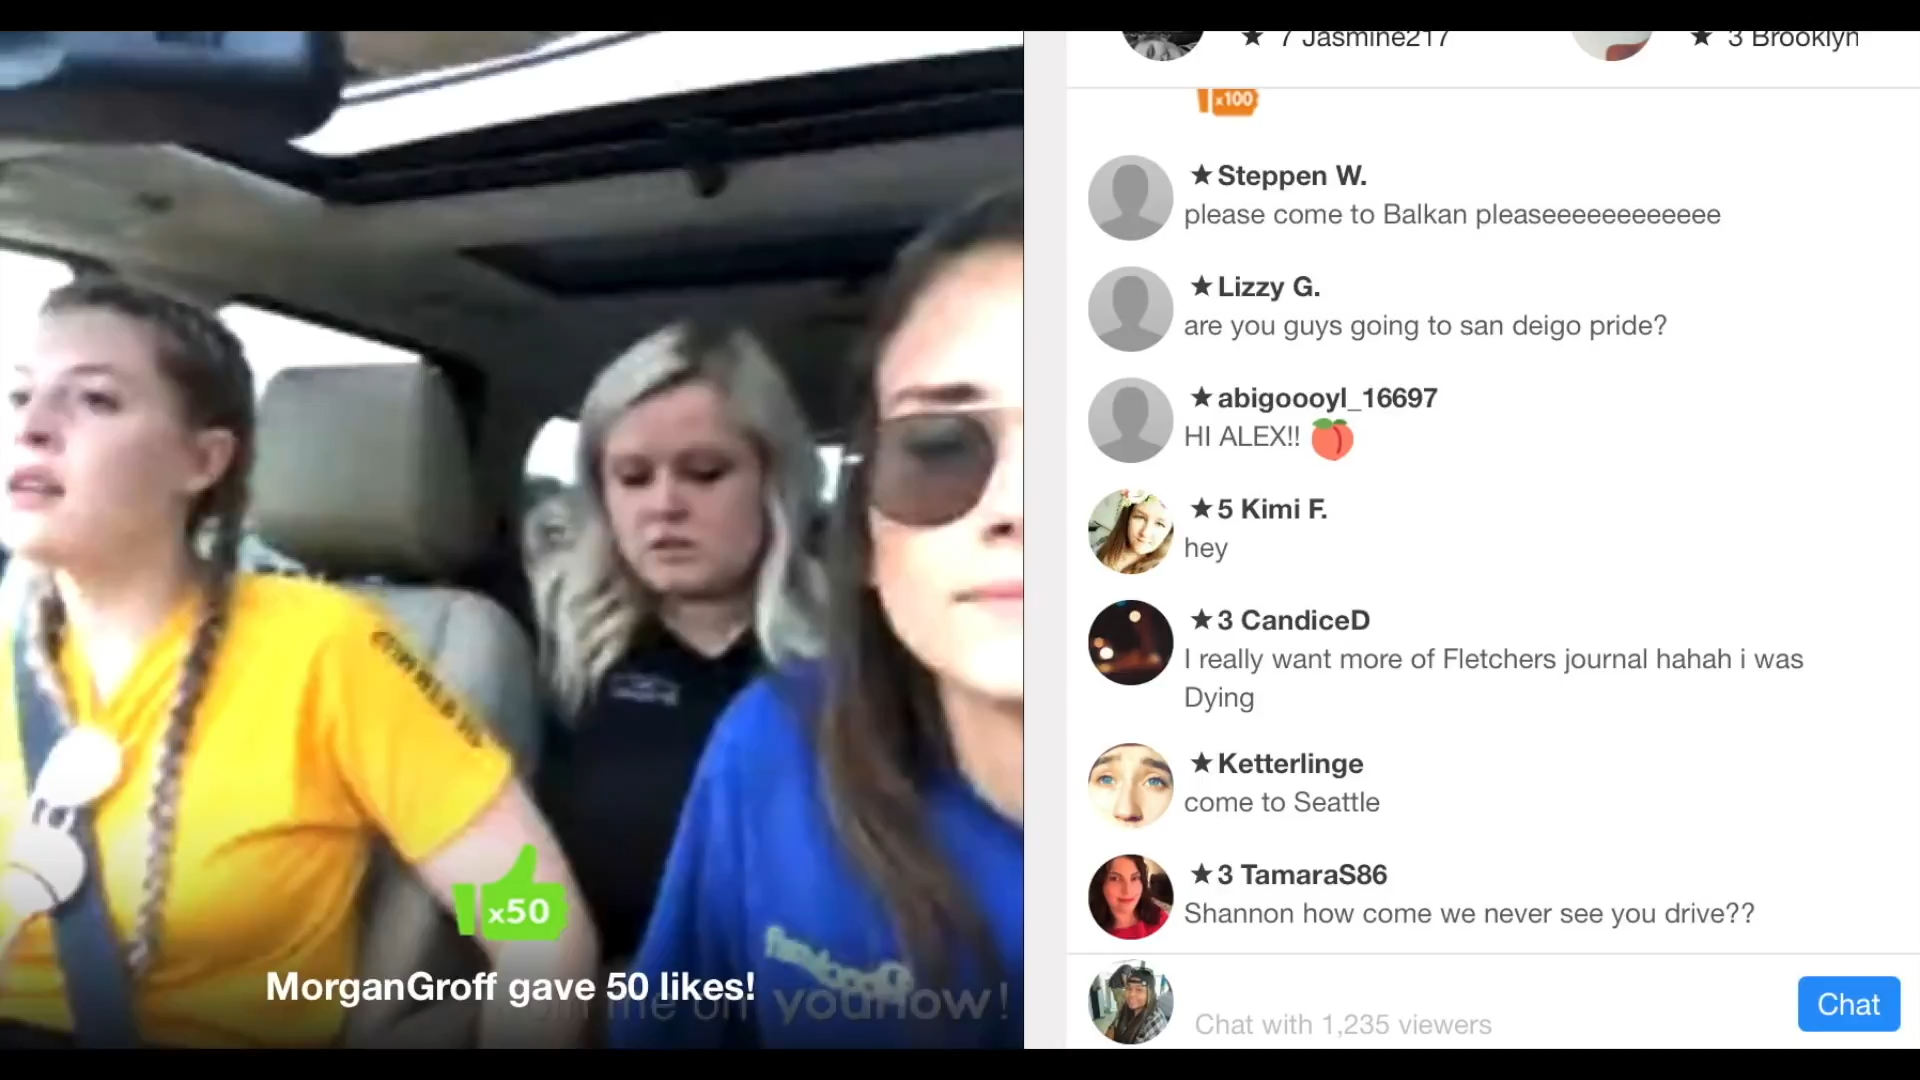 ★ 7 Jasmine217
★ 3 Brooklyn
x100
★ Steppen W.
please come to Balkan pleaseeeeeeeeeeee
★ Lizzy G.
are you guys going to san deigo pride?
★ abigoooyl_16697
HI ALEX!!
★ 5 Kimi F.
hey
★ 3 CandiceD
I really want more of Fletchers journal hahah i was
Dying
★ Ketterlinge
come to Seattle
★ 3 TamaraS86
Shannon how come we never see you drive??
Chat with 1,235 viewers
Chat
x50
MorganGroff gave 50 likes!
me on younow!